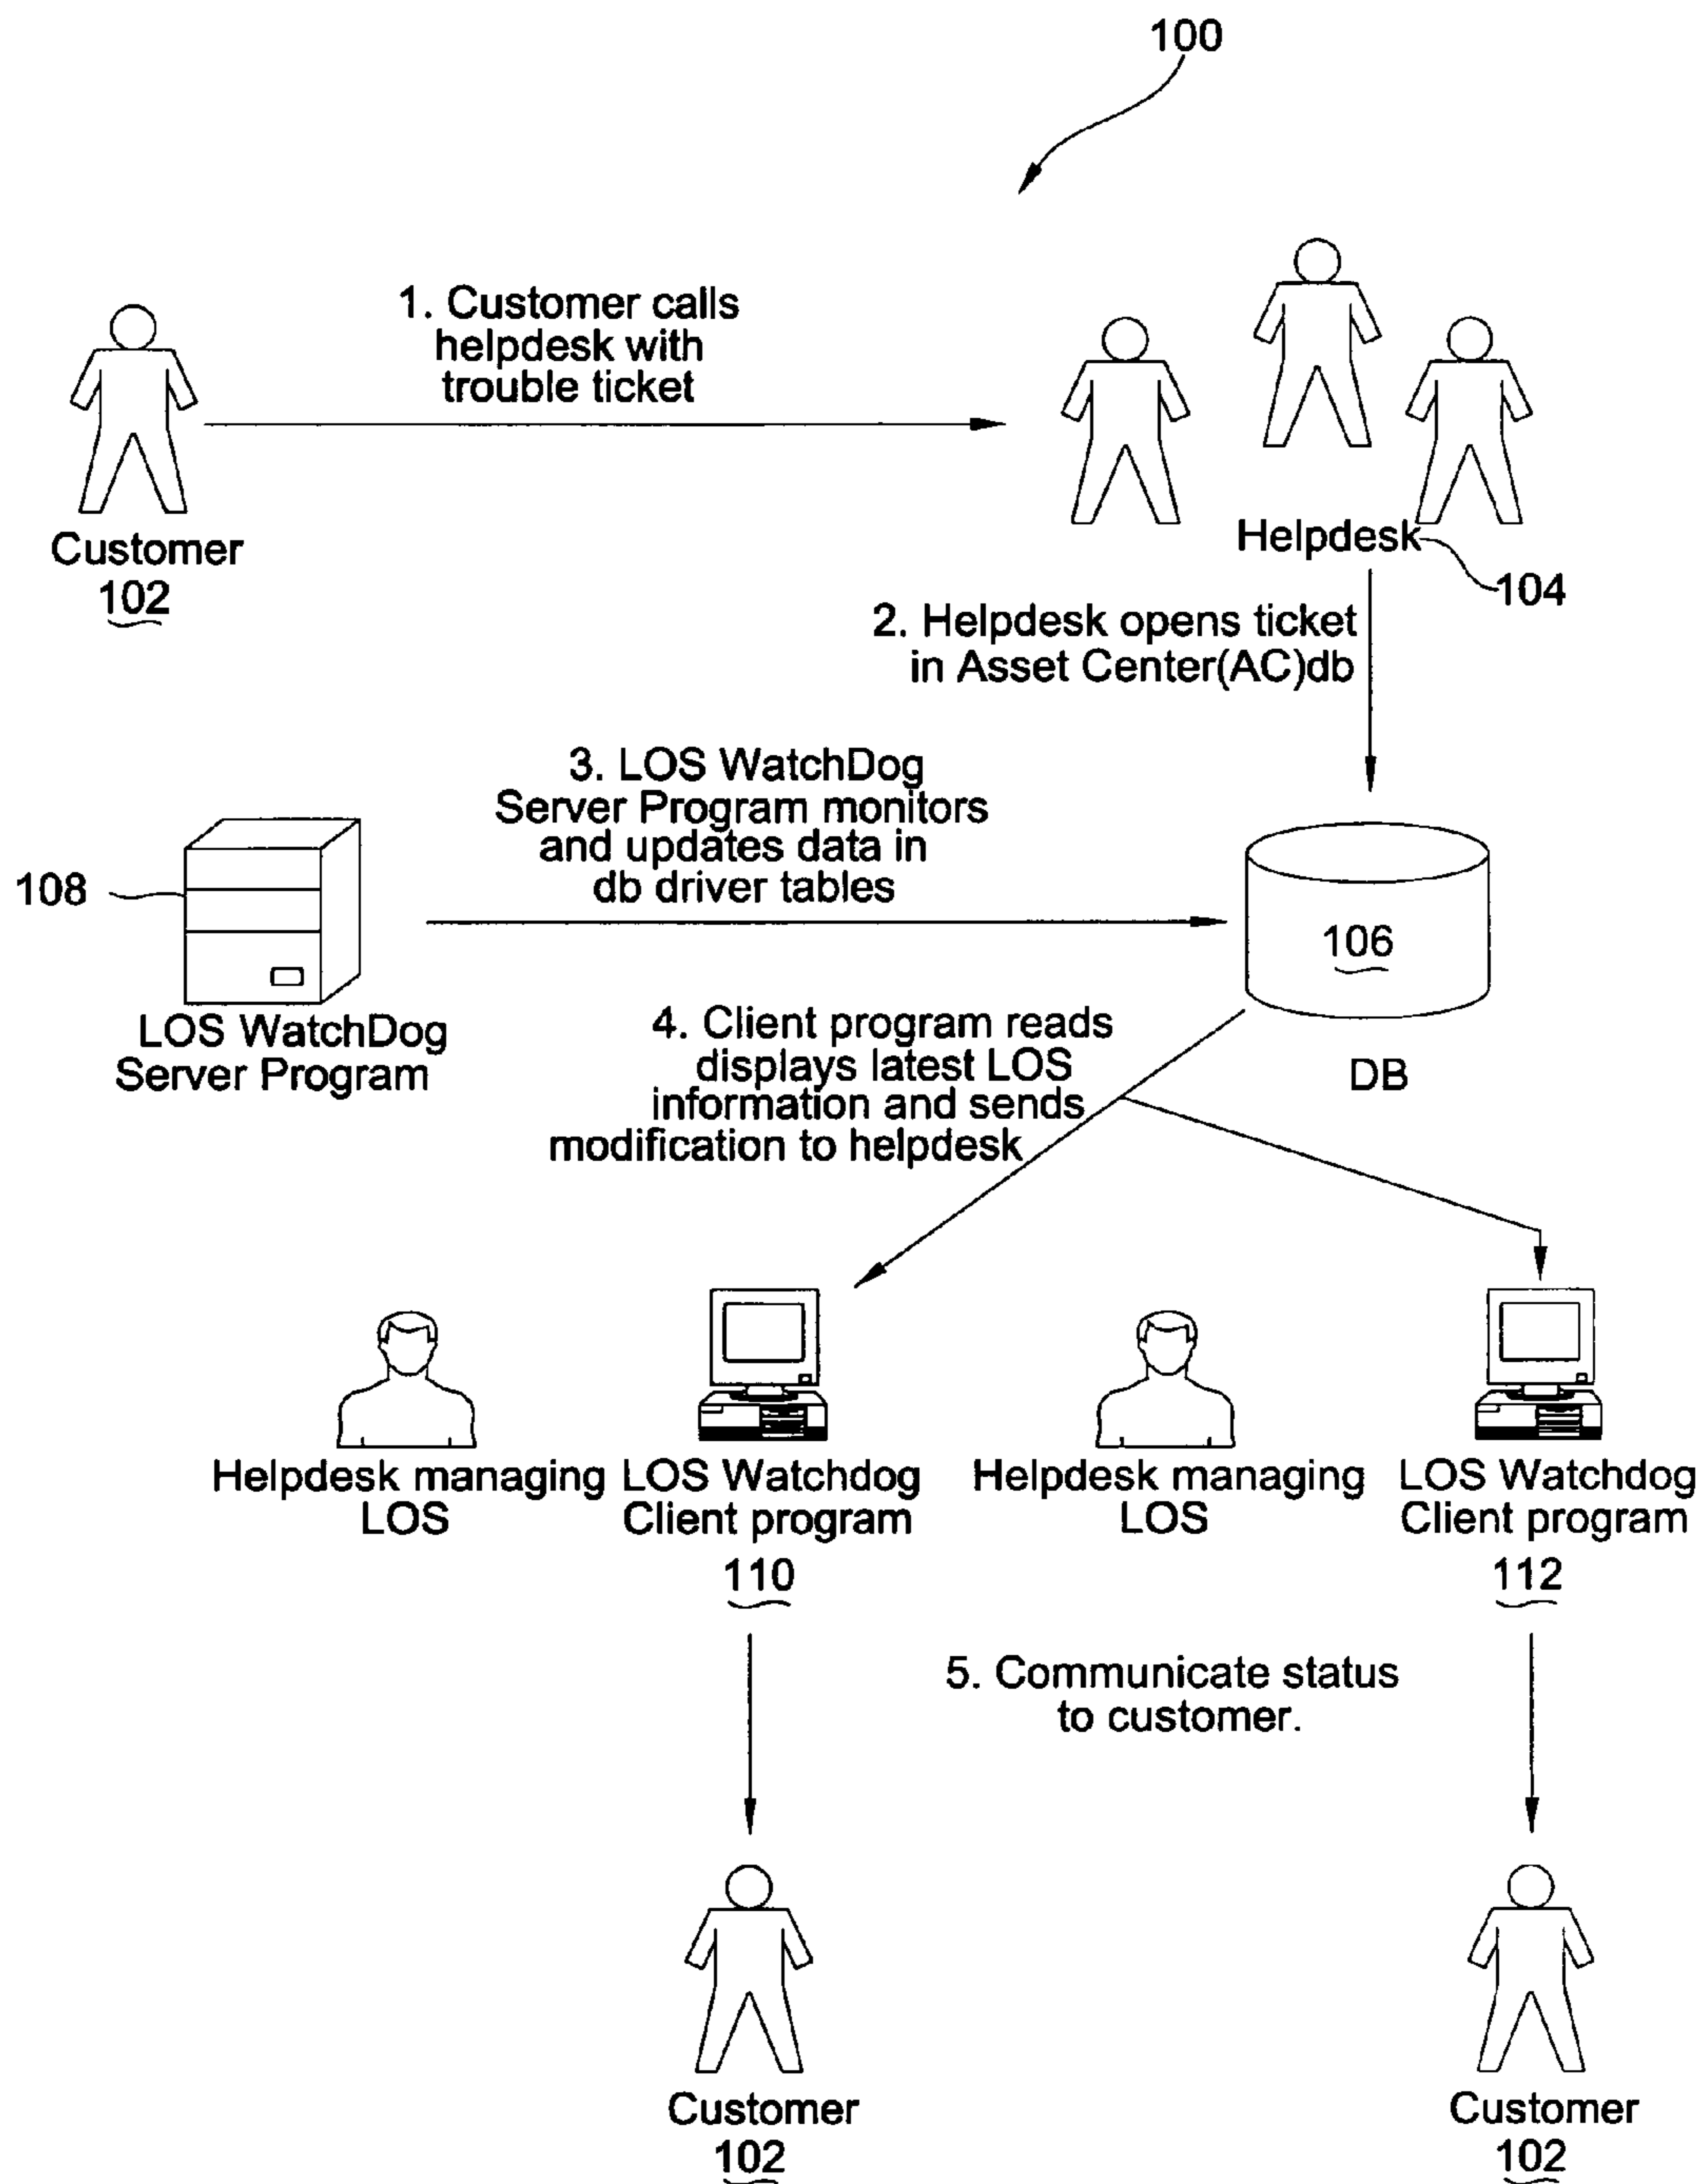 100
1. Customer calls
helpdesk with
trouble ticket
Customer
102
Helpdesk
104
2. Helpdesk opens ticket
in Asset Center(AC)db
3. LOS WatchDog
Server Program monitors
and updates data in
db driver tables
108
106
LOS WatchDog
Server Program
4. Client program reads
displays latest LOS
information and sends
modification to helpdesk
DB
Helpdesk managing
LOS
LOS Watchdog
Client program
110
Helpdesk managing
LOS
LOS Watchdog
Client program
112
5. Communicate status
to customer.
Customer
102
Customer
102